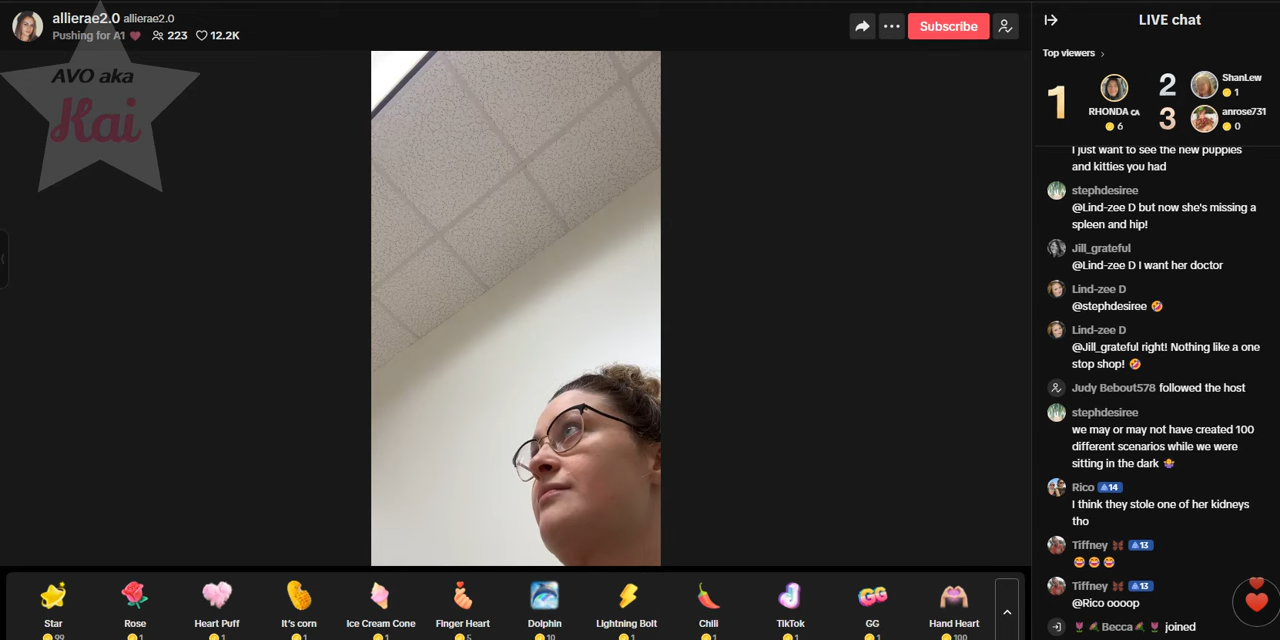 allierae2.0 allierae2.0
Pushing for A1 223 12.2K
AVO aka
Kai
Subscribe
LIVE chat
Top viewers
1
RHONDA CA
6
2
ShanLew
1
3
anrose731
0
I just want to see the new puppies
and kitties you had
stephdesiree
@Lind-zee D but now she's missing a
spleen and hip!
Jill_grateful
@Lind-zee D I want her doctor
Lind-zee D
@stephdesiree 🤣
Lind-zee D
@Jill_grateful right! Nothing like a one
stop shop! 🤣
Judy Bebout578 followed the host
stephdesiree
we may or may not have created 100
different scenarios while we were
sitting in the dark 🤷
Rico 14
I think they stole one of her kidneys
tho
Tiffney 13
😂😂😂
Tiffney 13
@Rico oooop
Becca joined
GG
Star Rose Heart Puff It's corn Ice Cream Cone Finger Heart Dolphin Lightning Bolt Chili TikTok GG Hand Heart
99 1 1 1 1 5 10 1 1 1 1 100